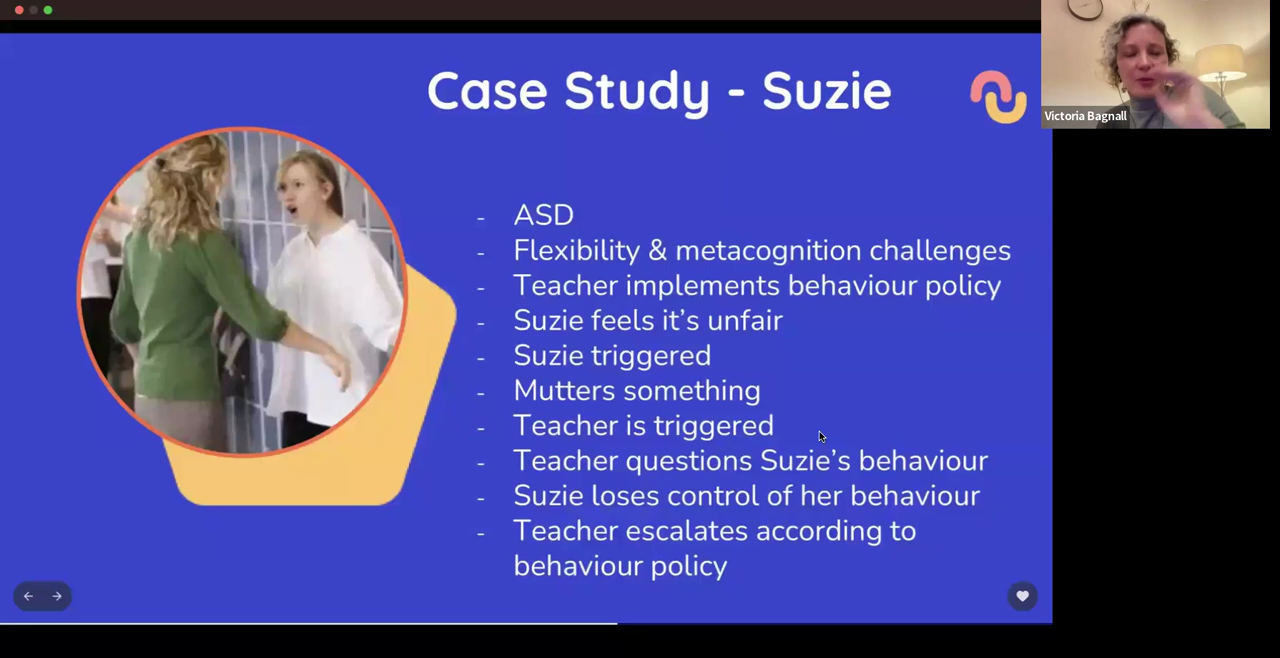 Case Study - Suzie
Victoria Bagnall
- ASD
- Flexibility & metacognition challenges
- Teacher implements behaviour policy
- Suzie feels it’s unfair
- Suzie triggered
- Mutters something
- Teacher is triggered
- Teacher questions Suzie’s behaviour
- Suzie loses control of her behaviour
- Teacher escalates according to
behaviour policy